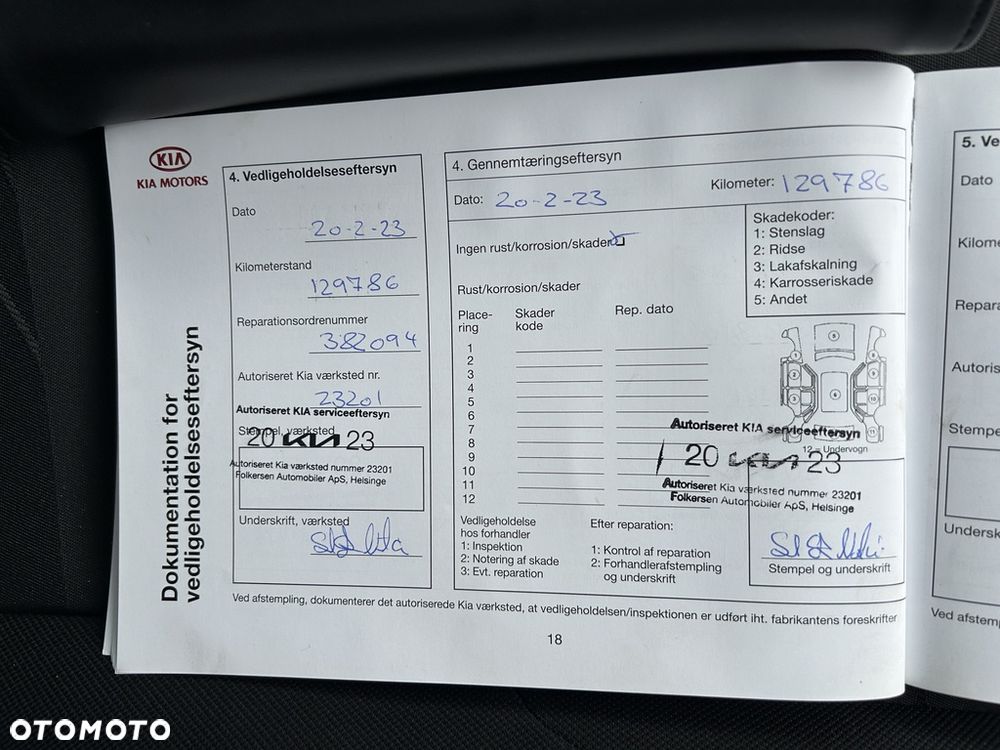 KIA
KIA MOTORS
Dokumentation for
vedligeholdelseseftersyn
4. Vedligeholdelseseftersyn
Dato
20-2-23
Kilometerstand
129786
Reparationsordrenummer
382094
Autoriseret Kia værksted nr.
23201
Autoriseret KIA serviceeftersyn
Stempel, værksted
20 KIA 23
Autoriseret Kia værksted nummer 23201
Folkersen Automobiler ApS, Helsinge
Underskrift, værksted
4. Gennemtæringseftersyn
Dato: 20-2-23
Kilometer: 129786
Ingen rust/korrosion/skader
Skadekoder:
1: Stenslag
2: Ridse
3: Lakafskalning
4: Karrosseriskade
5: Andet
Rust/korrosion/skader
Place-
ring
Skader
kode
Rep. dato
1
2
3
4
5
6
7
8
9
10
11
12
12 = Undervogn
Autoriseret KIA serviceeftersyn
20 KIA 23
Autoriseret Kia værksted nummer 23201
Folkersen Automobiler ApS, Helsinge
Vedligeholdelse
hos forhandler
1: Inspektion
2: Notering af skade
3: Evt. reparation
Efter reparation:
1: Kontrol af reparation
2: Forhandlerafstempling
og underskrift
Stempel og underskrift
Ved afstempling, dokumenterer det autoriserede Kia værksted, at vedligeholdelsen/inspektionen er udført iht. fabrikantens foreskrifter
18
5. Ve
Dato
Kilome
Repara
Autoris
Stempe
Undersk
Ved afstemp
OTOMOTO